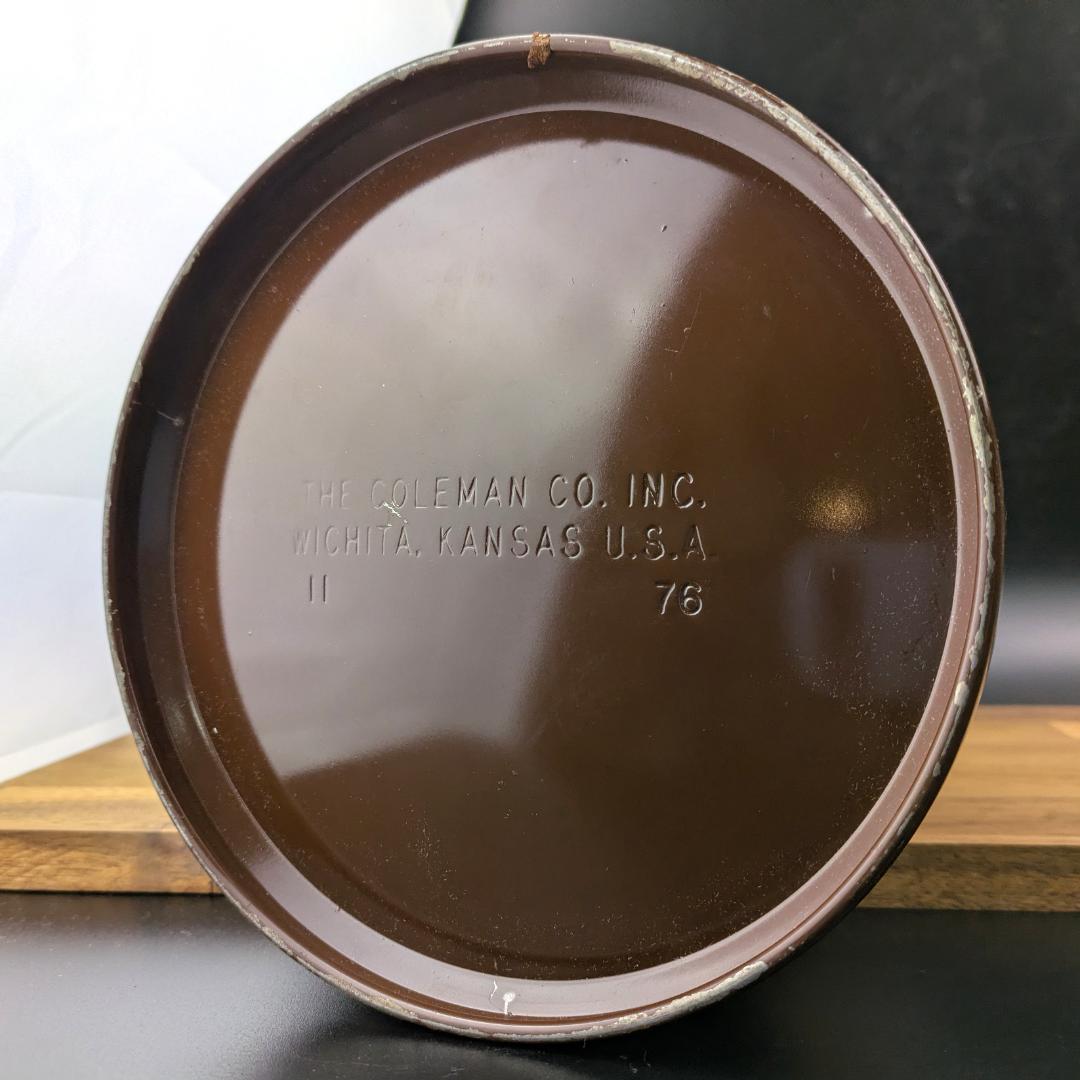 THE COLEMAN CO. INC.
WICHITA, KANSAS U.S.A.
11 76